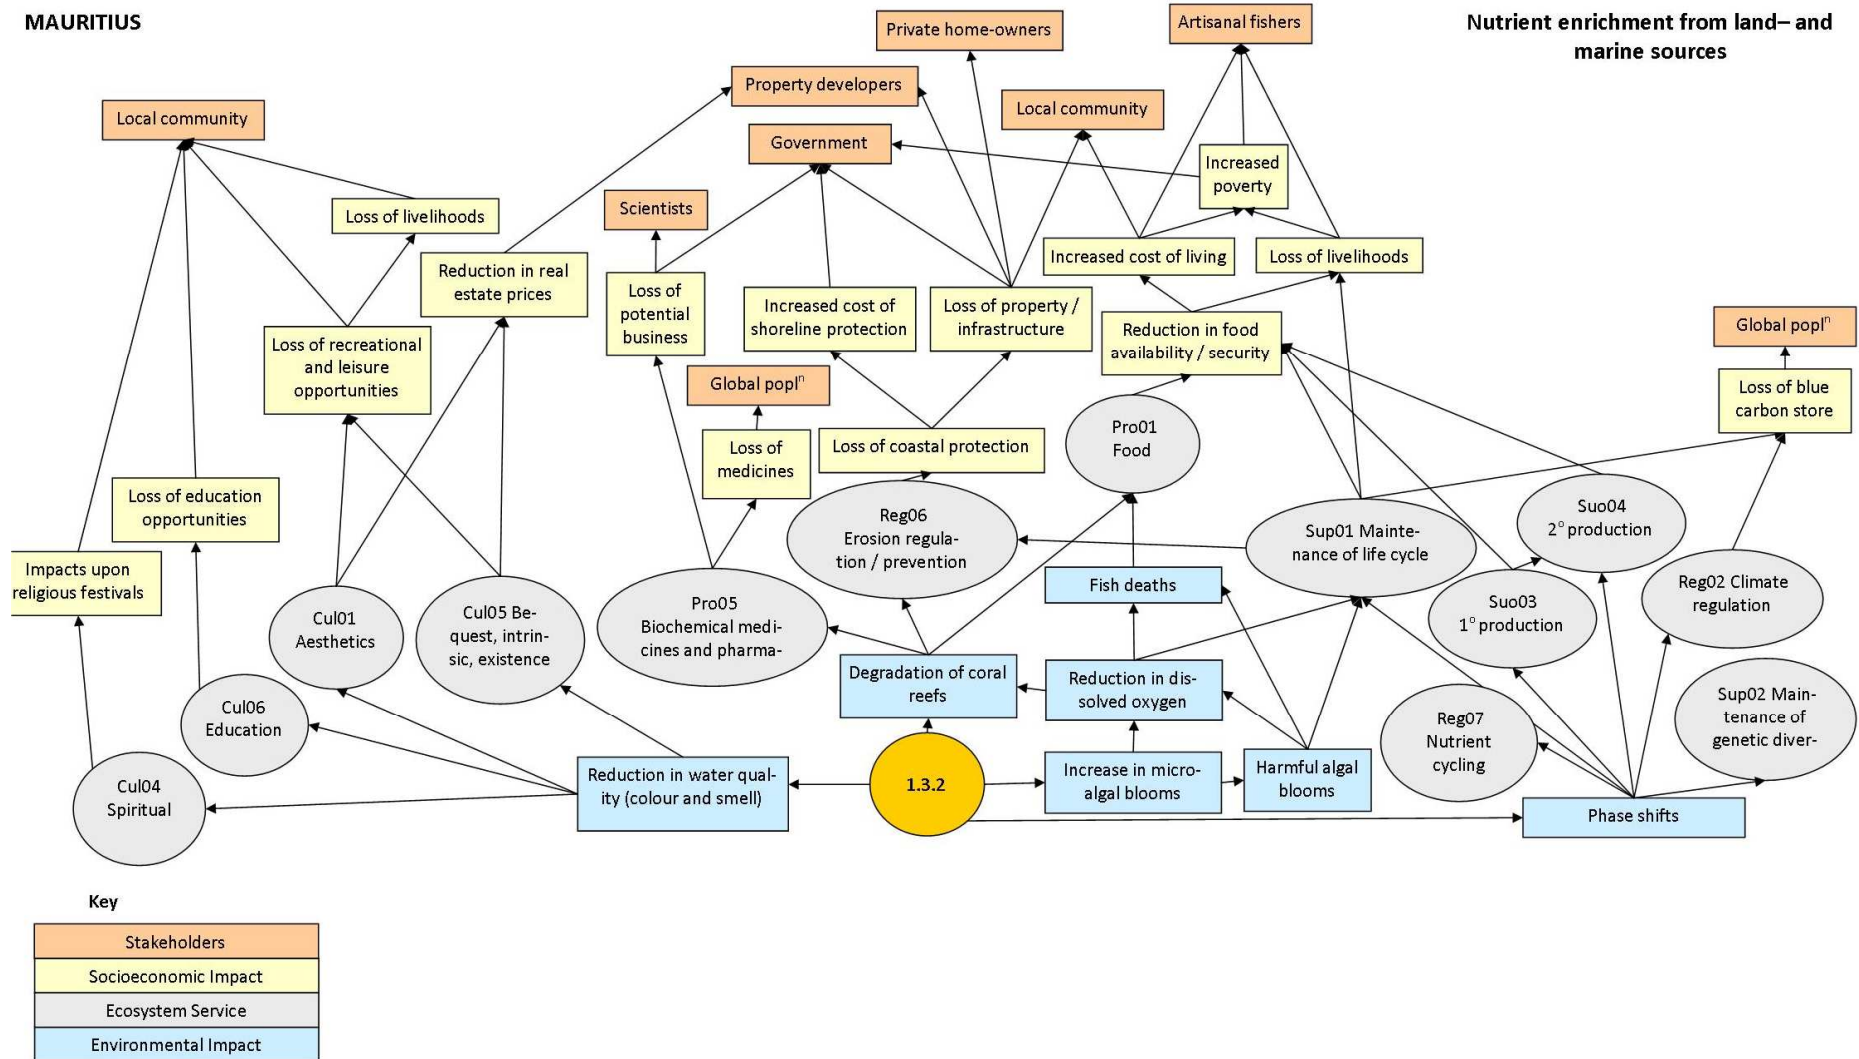 MAURITIUS
Nutrient enrichment from land– and
marine sources
Artisanal fishers
Private home-owners
Property developers
Local community
Local community
Government
Increased
poverty
Scientists
Loss of livelihoods
Reduction in real
estate prices
Increased cost of living
Loss of livelihoods
Loss of
potential
business
Increased cost of
shoreline protection
Loss of property /
infrastructure
Reduction in food
availability / security
Global poplⁿ
Loss of recreational
and leisure
opportunities
Global poplⁿ
Loss of blue
carbon store
Loss of
medicines
Loss of coastal protection
Pro01
Food
Loss of education
opportunities
Reg06
Erosion regula-
tion / prevention
Sup01 Mainte-
nance of life cycle
Suo04
2° production
Impacts upon
religious festivals
Fish deaths
Reg02 Climate
regulation
Suo03
1° production
Cul01
Aesthetics
Cul05 Be-
quest, intrin-
sic, existence
Pro05
Biochemical medi-
cines and pharma-
Degradation of coral
reefs
Reduction in dis-
solved oxygen
Sup02 Main-
tenance of
genetic diver-
Cul06
Education
Reg07
Nutrient
cycling
Cul04
Spiritual
Reduction in water qual-
ity (colour and smell)
1.3.2
Increase in micro-
algal blooms
Harmful algal
blooms
Phase shifts
Key
Stakeholders
Socioeconomic Impact
Ecosystem Service
Environmental Impact